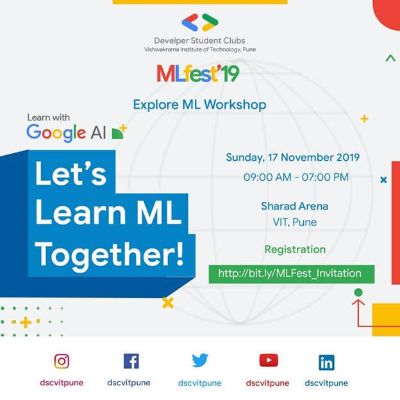 Develper Student Clubs
Vishwakrama Institute of Technology, Pune
MLfest'19
Explore ML Workshop
Learn with
Google AI
Let's
Learn ML
Together!
Sunday, 17 November 2019
09:00 AM - 07:00 PM
Sharad Arena
VIT, Pune
Registration
http://bit.ly/MLFest_Invitation
dscvitpune dscvitpune dscvitpune dscvitpune dscvitpune